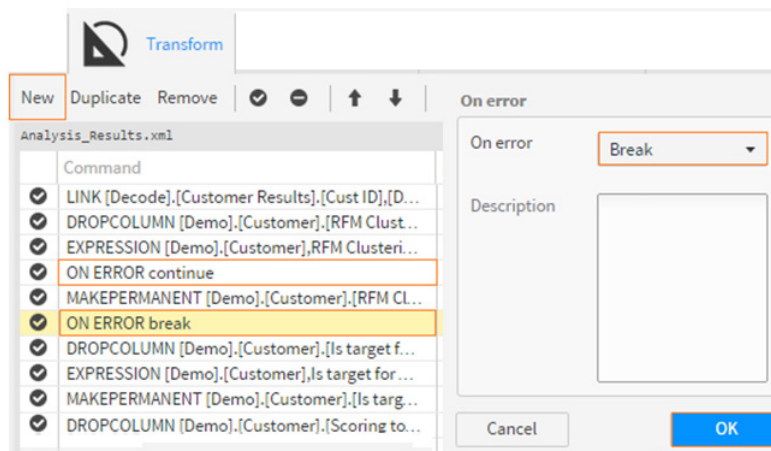 Transform
New Duplicate Remove
Analysis_Results.xml
Command
LINK [Decode].[Customer Results].[Cust ID],[D...
DROPCOLUMN [Demo].[Customer].[RFM Clust...
EXPRESSION [Demo].[Customer],RFM Clusteri...
ON ERROR continue
MAKEPERMANENT [Demo].[Customer].[RFM Cl...
ON ERROR break
DROPCOLUMN [Demo].[Customer].[Is target f...
EXPRESSION [Demo].[Customer],Is target for...
MAKEPERMANENT [Demo].[Customer].[Is targ...
DROPCOLUMN [Demo].[Customer].[Scoring to...
On error
On error Break
Description
Cancel OK